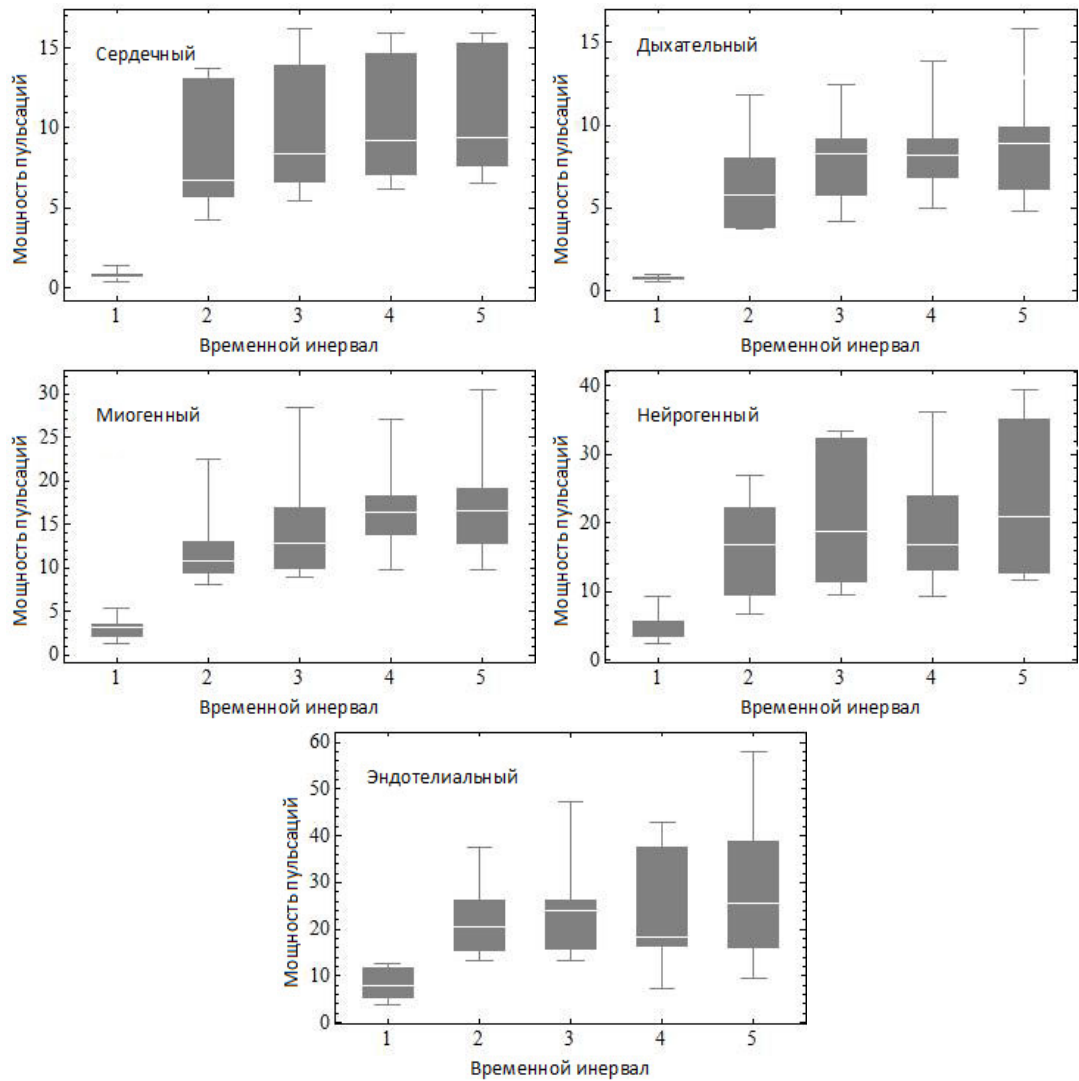 Сердечный
Мощность пульсаций
15
10
5
0
1 2 3 4 5
Временной инервал
Дыхательный
Мощность пульсаций
15
10
5
0
1 2 3 4 5
Временной инервал
Миогенный
Мощность пульсаций
30
25
20
15
10
5
0
1 2 3 4 5
Временной инервал
Нейрогенный
Мощность пульсаций
40
30
20
10
0
1 2 3 4 5
Временной инервал
Эндотелиальный
Мощность пульсаций
60
50
40
30
20
10
0
1 2 3 4 5
Временной инервал